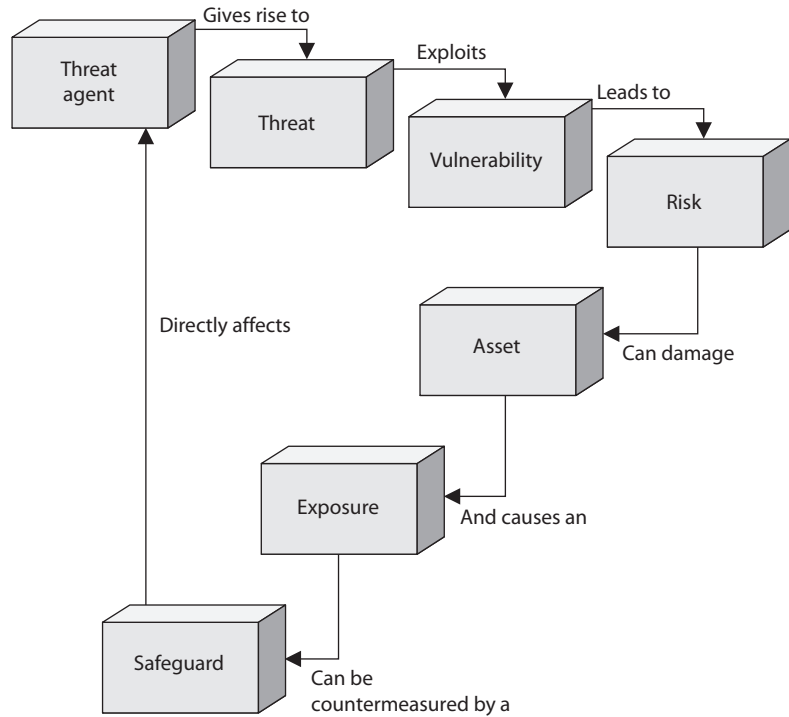 Gives rise to
Threat
agent
Exploits
Threat
Leads to
Vulnerability
Risk
Directly affects
Asset
Can damage
Exposure
And causes an
Safeguard
Can be
countermeasured by a